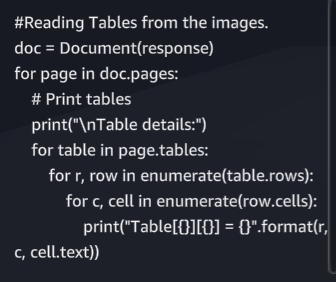 #Reading Tables from the images.
doc = Document(response)
for page in doc.pages:
    # Print tables
    print("\nTable details:")
    for table in page.tables:
        for r, row in enumerate(table.rows):
            for c, cell in enumerate(row.cells):
                print("Table[{}][{}] = {}".format(r,
c, cell.text))